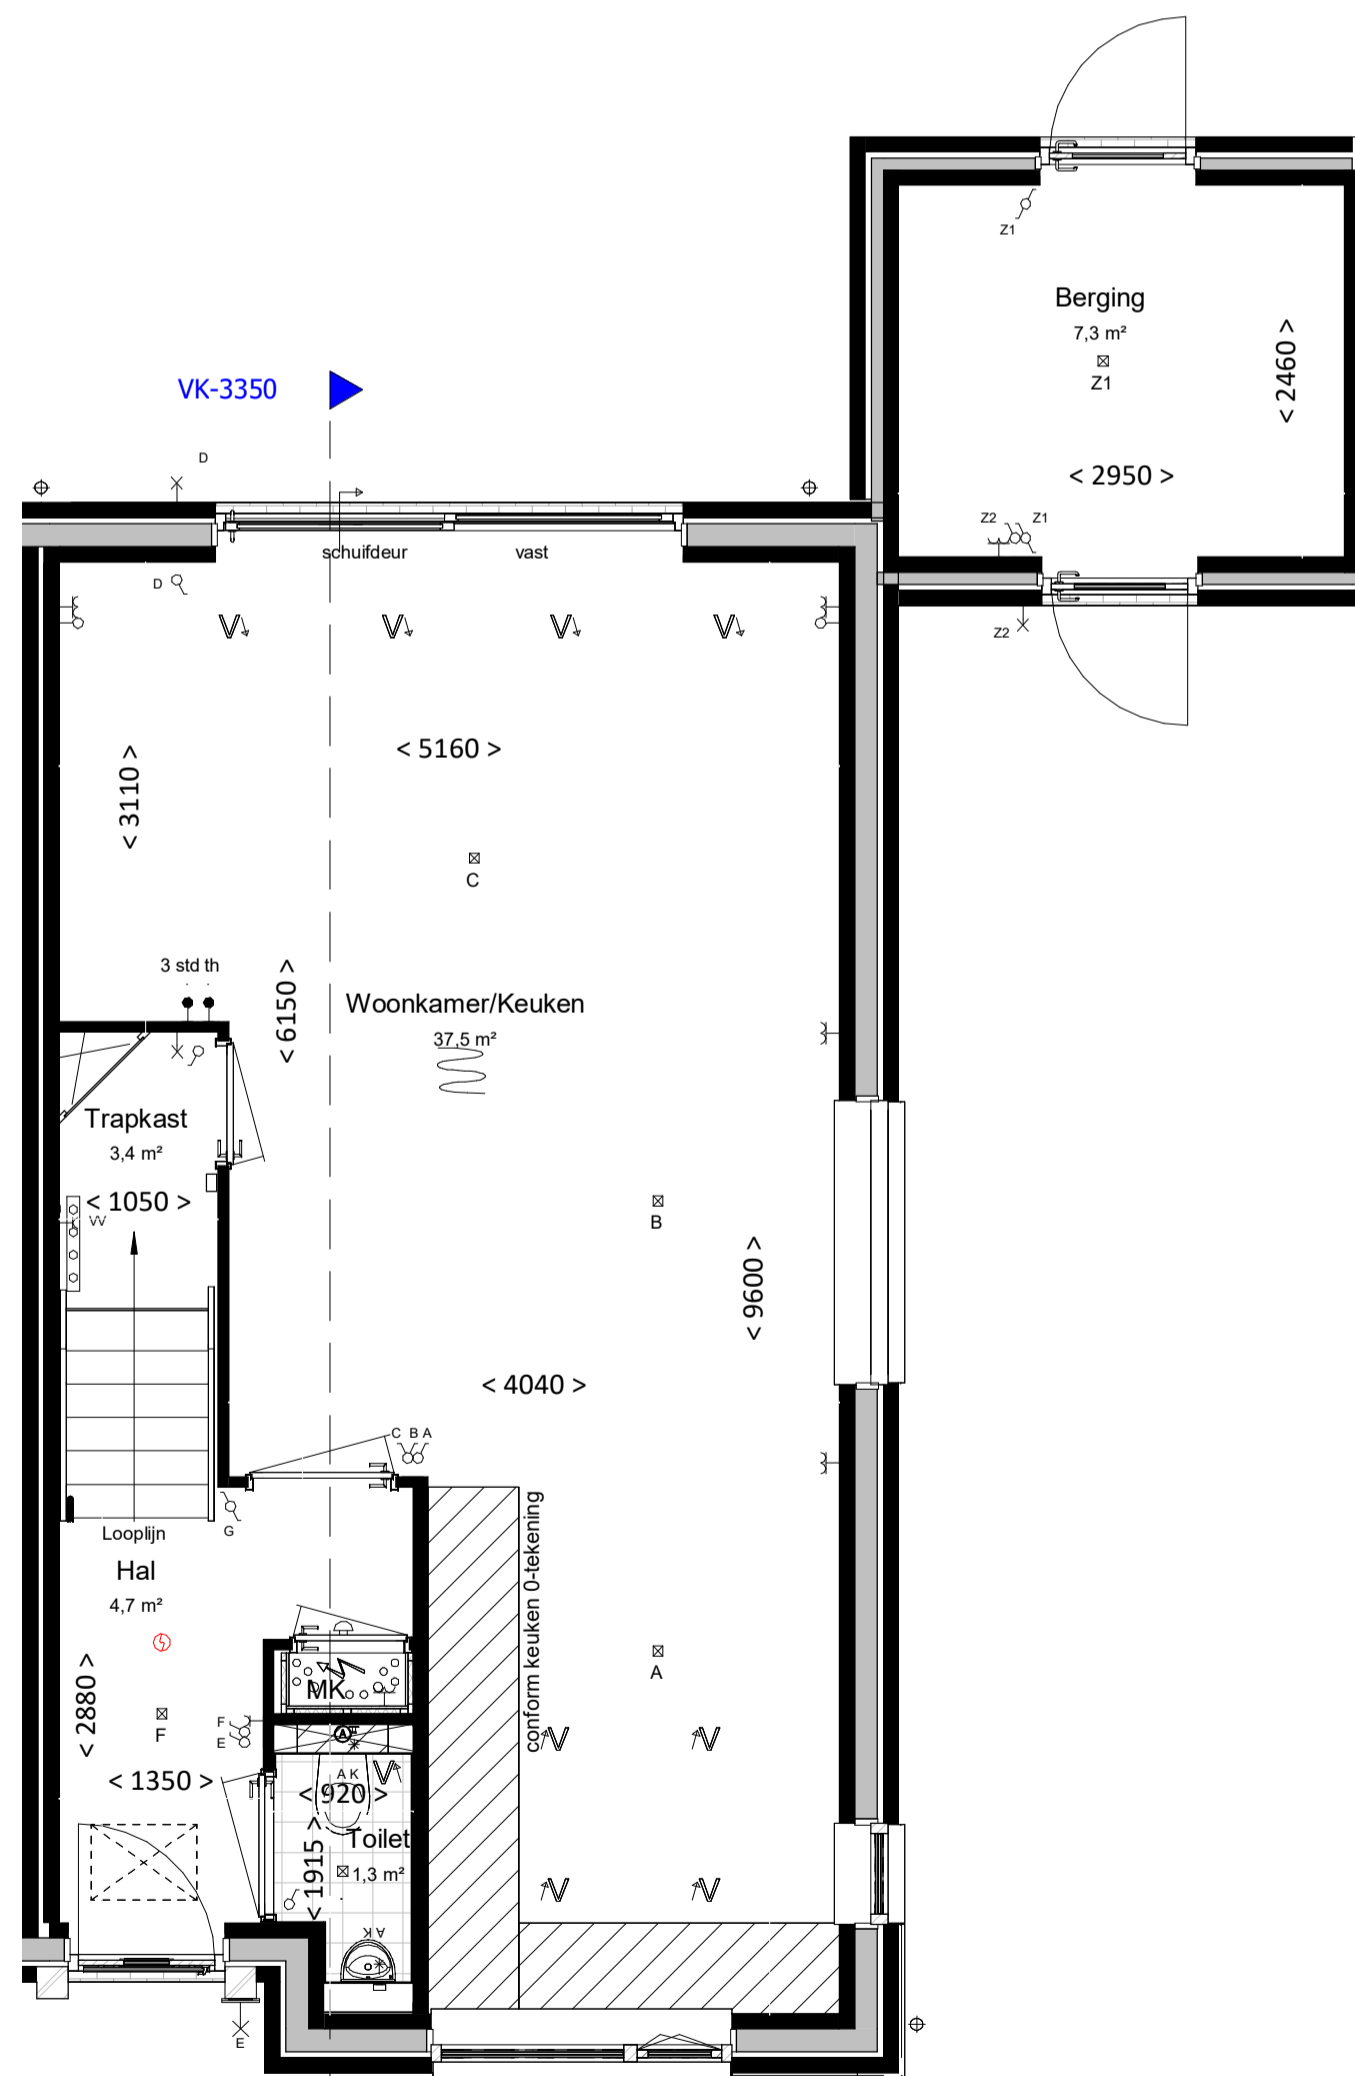 Z1
Berging
7,3 m²
Z1
< 2460 >
< 2950 >
VK-3350
D
Z2
Z1
schuifdeur
vast
D
Z2
V
V
V
V
< 5160 >
< 3110 >
C
3 std th
< 6150 >
Woonkamer/Keuken
37,5 m²
Trapkast
3,4 m²
< 1050 >
B
< 9600 >
< 4040 >
C B A
G
Looplijn
Hal
4,7 m²
conform keuken 0-tekening
A
MK
< 2880 >
F
F
E
A
V
V
< 1350 >
A K
V
< 920 >
Toilet
1,3 m²
< 1915 >
V
V
A K
E